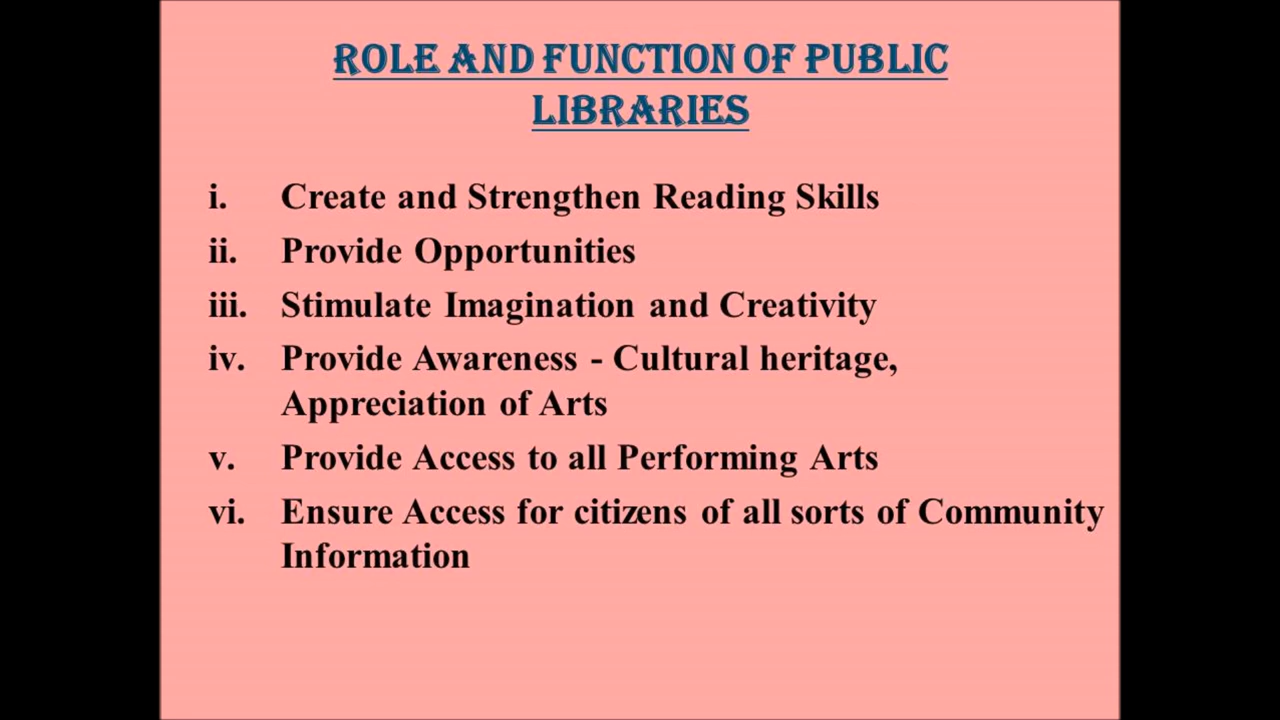 ROLE AND FUNCTION OF PUBLIC
LIBRARIES
i. Create and Strengthen Reading Skills
ii. Provide Opportunities
iii. Stimulate Imagination and Creativity
iv. Provide Awareness - Cultural heritage,
Appreciation of Arts
v. Provide Access to all Performing Arts
vi. Ensure Access for citizens of all sorts of Community
Information